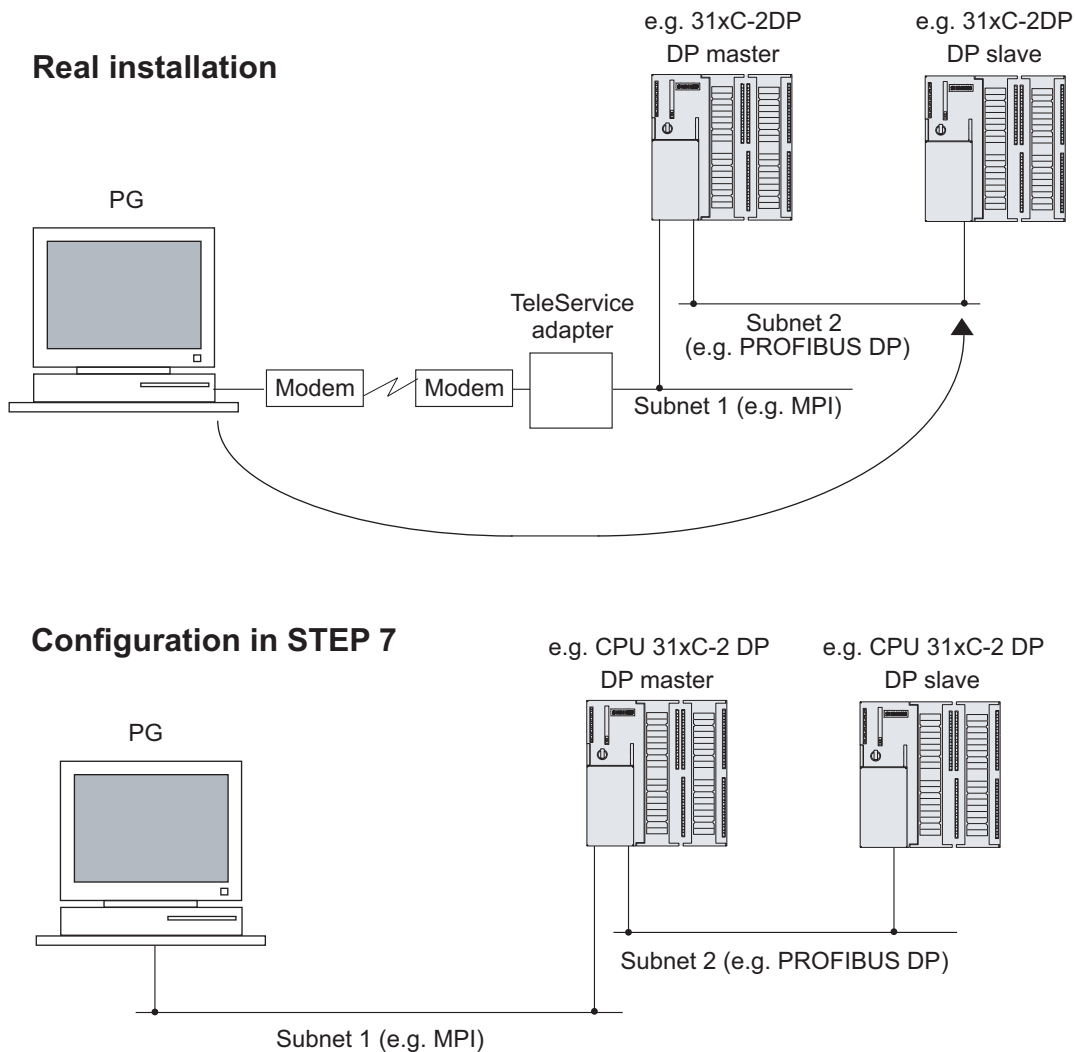 Real installation
e.g. 31xC-2DP
DP master
e.g. 31xC-2DP
DP slave
PG
TeleService
adapter
Subnet 2
(e.g. PROFIBUS DP)
Modem
Modem
Subnet 1 (e.g. MPI)
Configuration in STEP 7
e.g. CPU 31xC-2 DP
DP master
e.g. CPU 31xC-2 DP
DP slave
PG
Subnet 2 (e.g. PROFIBUS DP)
Subnet 1 (e.g. MPI)